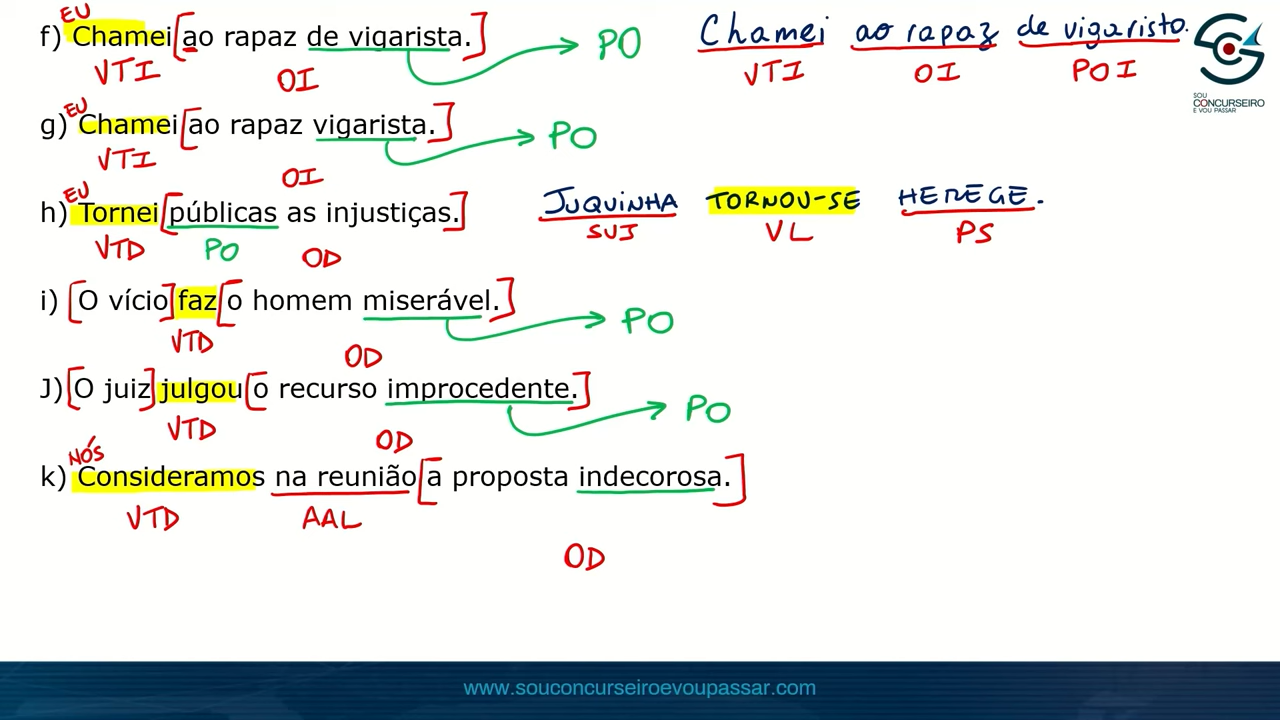 EU
f) Chamei [ao rapaz de vigarista.] PO
VTI OI
Chamei ao rapaz de vigarista.
VTI OI POI
SOU
CONCURSEIRO
E VOU PASSAR
EU
g) Chamei [ao rapaz vigarista.] PO
VTI OI
EU
h) Tornei [públicas as injustiças.]
VTD PO OD
JUQUINHA TORNOU-SE HEREGE.
SUJ VL PS
i) [O vício] faz [o homem miserável.] PO
VTD OD
J) [O juiz] julgou [o recurso improcedente.] PO
VTD OD
NÓS
k) Consideramos na reunião [a proposta indecorosa.]
VTD AAL
OD
www.souconcurseiroevoupassar.com